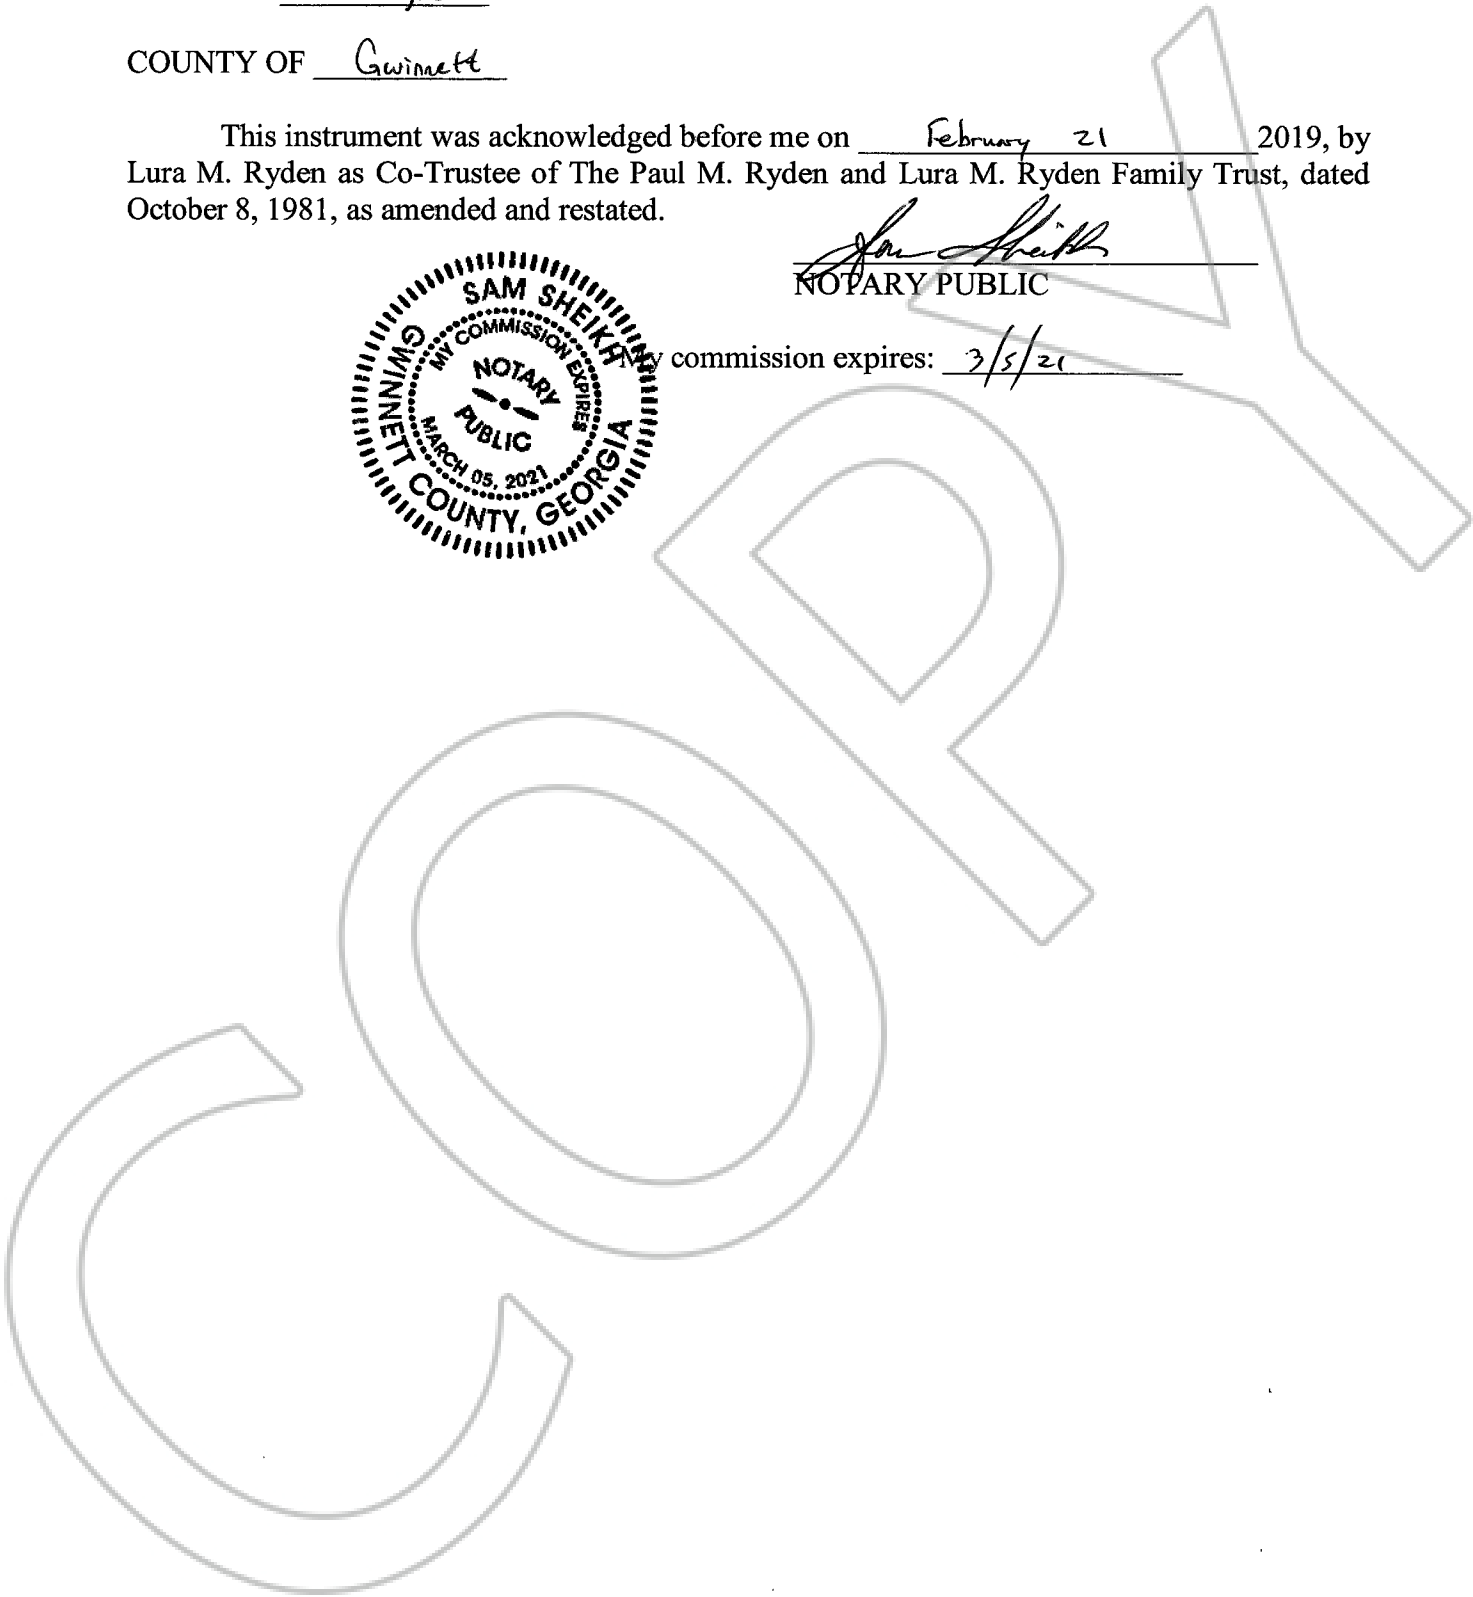 COUNTY OF Gwinnett
This instrument was acknowledged before me on February 21 2019, by
Lura M. Ryden as Co-Trustee of The Paul M. Ryden and Lura M. Ryden Family Trust, dated
October 8, 1981, as amended and restated.
Sam Sheikh
NOTARY PUBLIC
My commission expires: 3/5/21
SAM SHEIKH
GWINNETT COUNTY, GEORGIA
MY COMMISSION EXPIRES
MARCH 05, 2021
NOTARY
PUBLIC
COPY